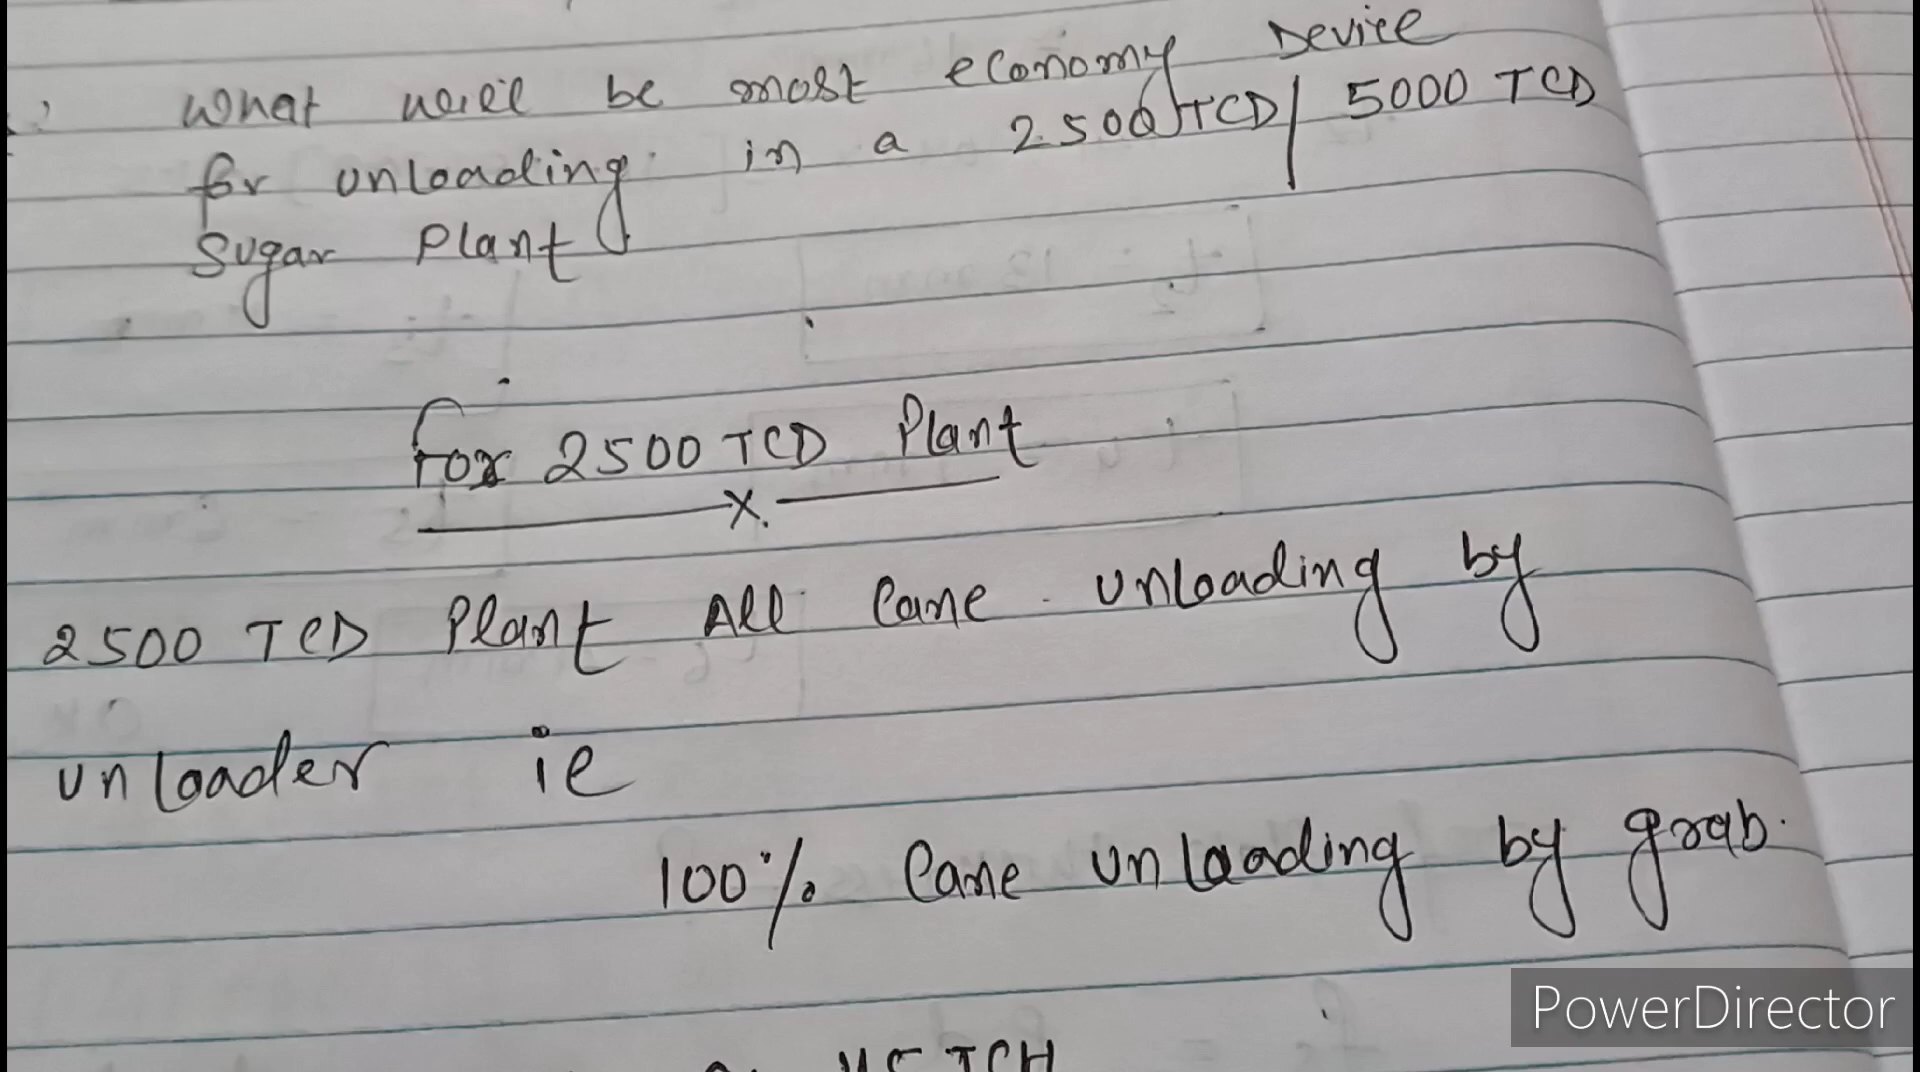 What will be most economy Device
for unloading in a 2500 TCD / 5000 TCD
Sugar Plant
For 2500 TCD Plant
x
2500 TCD Plant All Cane unloading by
unloader ie
100% Cane unloading by grab.
TCH
PowerDirector